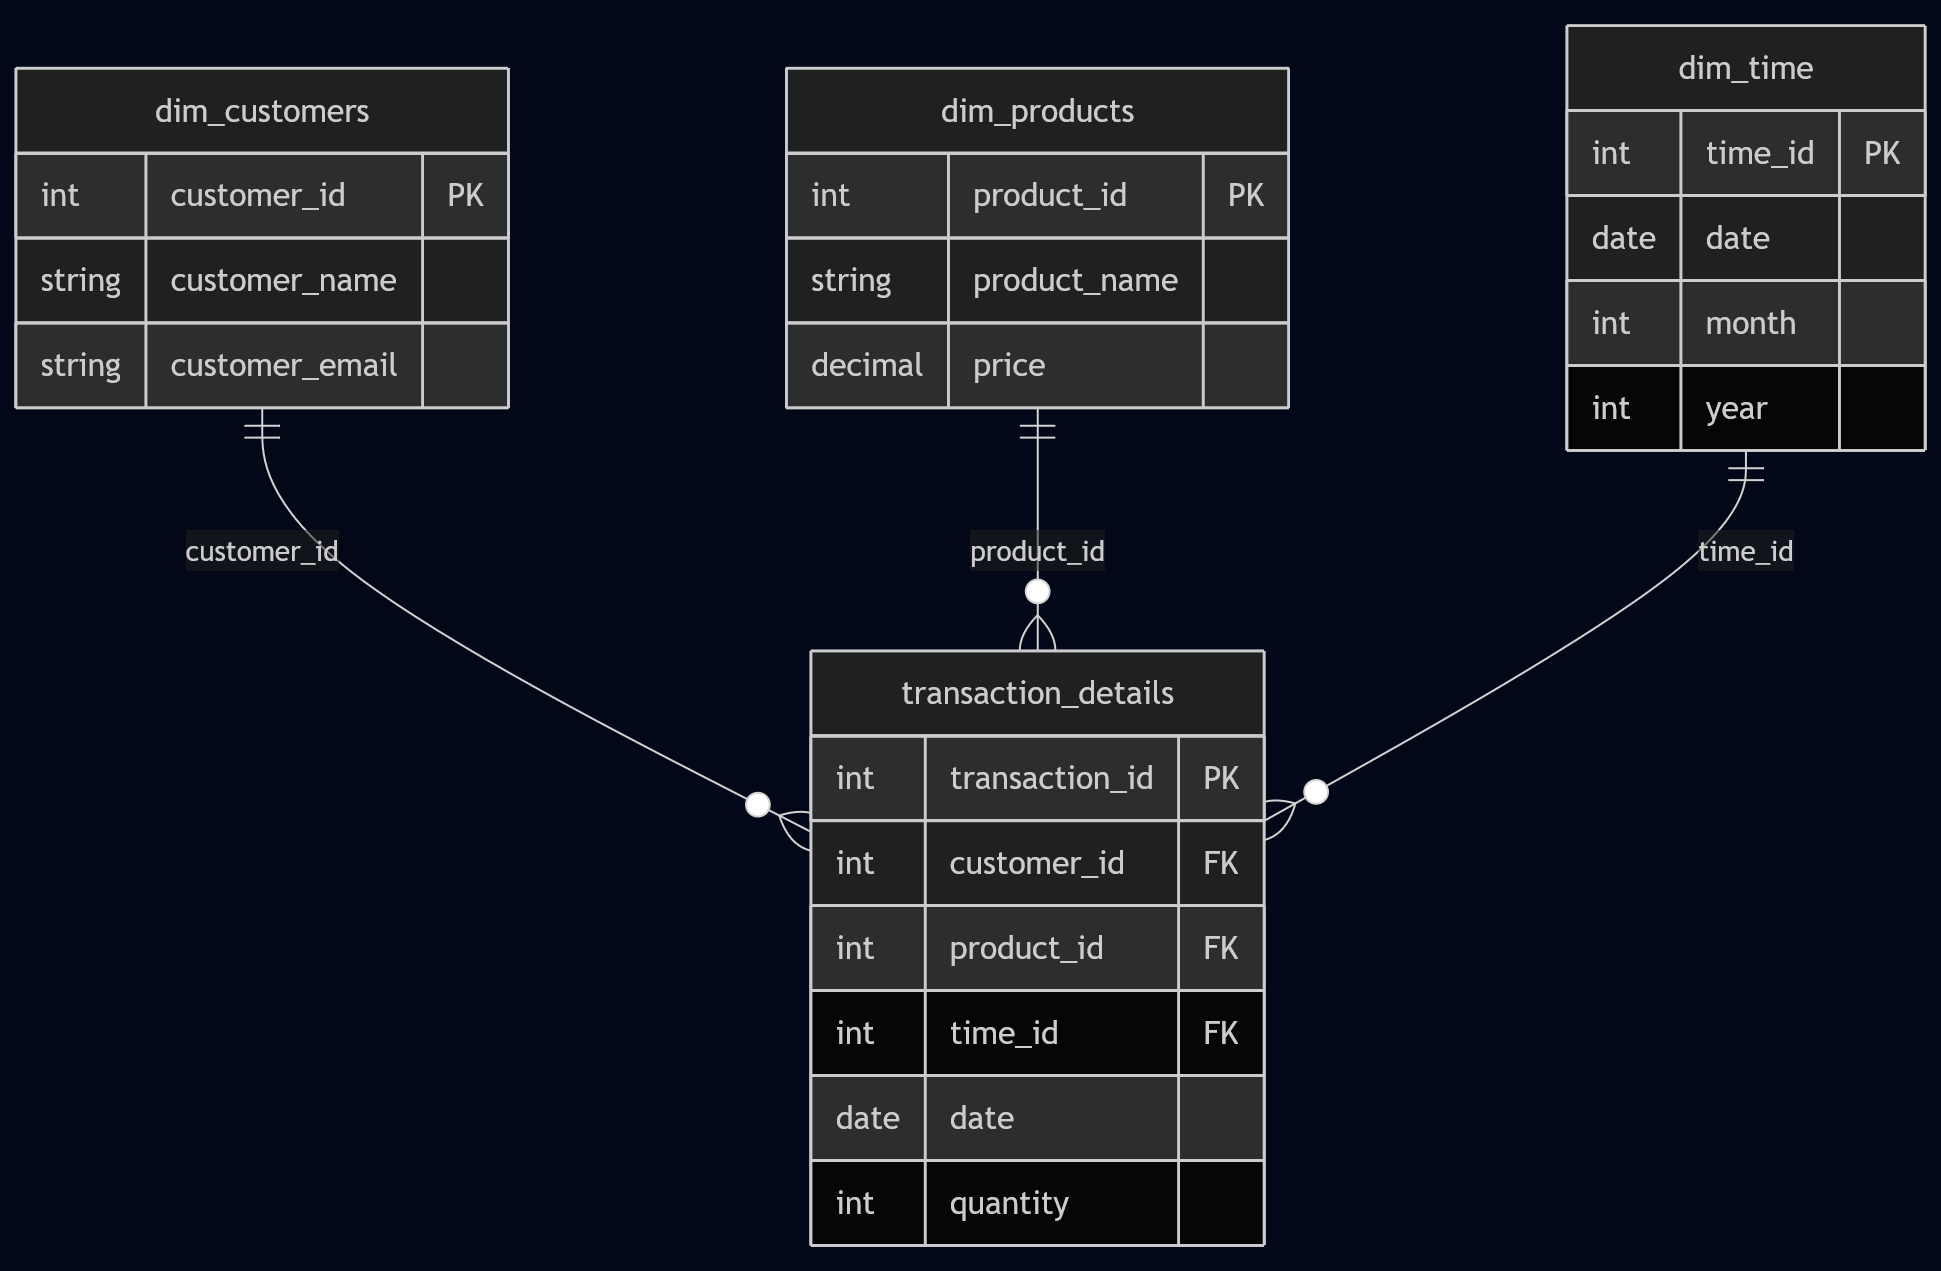 dim_customers
int customer_id PK
string customer_name
string customer_email
dim_products
int product_id PK
string product_name
decimal price
dim_time
int time_id PK
date date
int month
int year
customer_id
product_id
time_id
transaction_details
int transaction_id PK
int customer_id FK
int product_id FK
int time_id FK
date date
int quantity